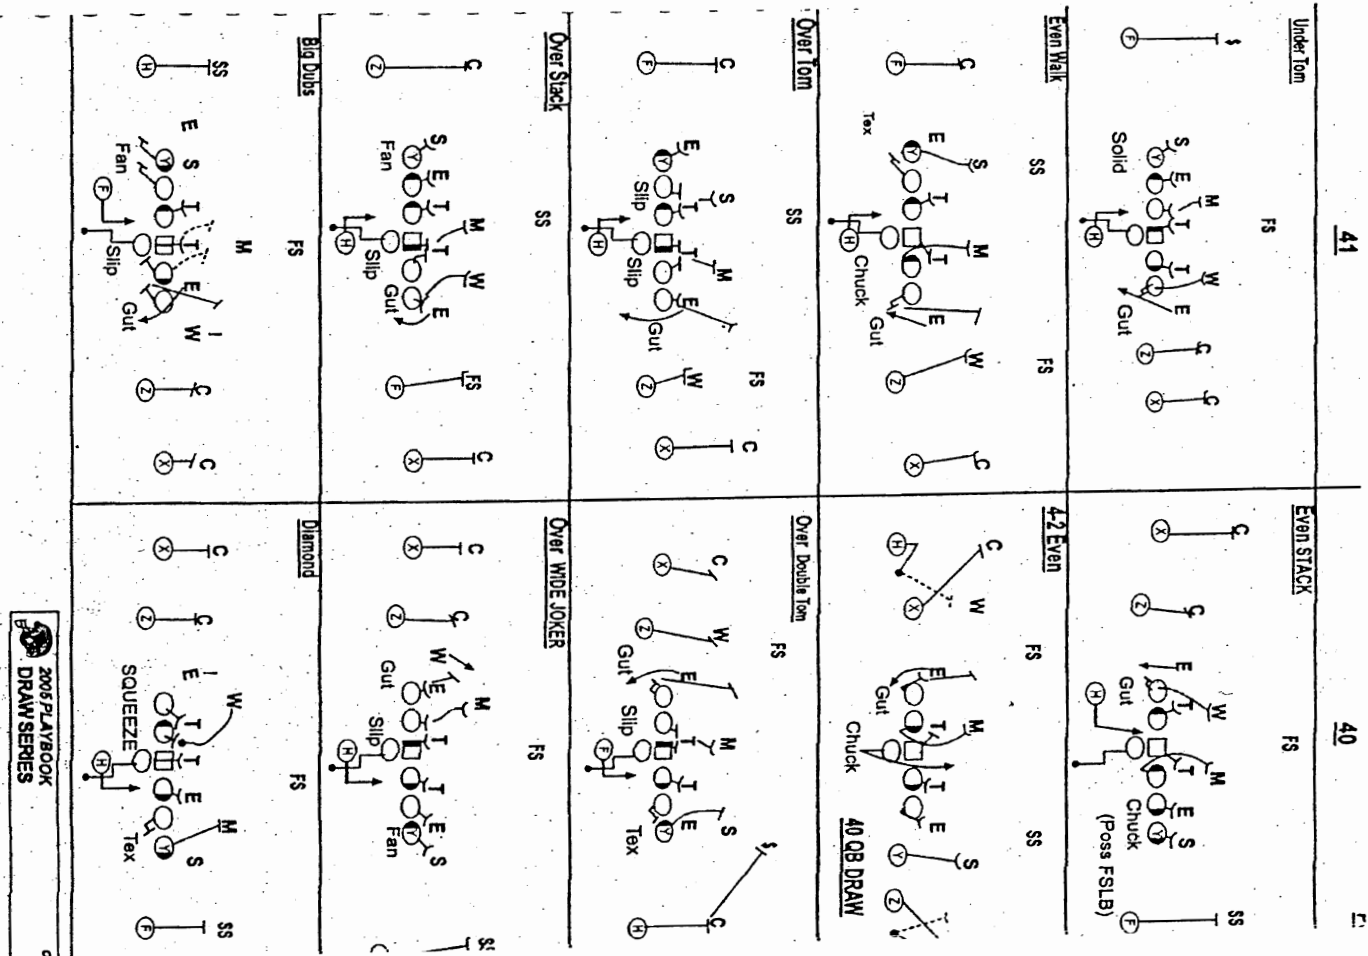 41
40
Under Tom
FS
S M W C C
S E T T E
F Y Z X
Solid H Gut
Even STACK
FS
C C W M SS
E T T E S
X Z Y F
Gut H Chuck
(Poss FSLB)
Even Walk
SS FS
C S M W C
E T T E
F Y Z X
Tex H Chuck Gut
4-2 Even
FS SS
C W M S
E T T E
H X Y Z
Gut Chuck
40 QB DRAW
Over Tom
SS FS
C S M W C
E T T E
F Y Z X
Slip H Slip Gut
Over Double Tom
FS
C W M S C
E T T E
X Z Y H
Gut Slip F Tex
Over Stack
SS
C M W FS C
S E T T E
Z Y F X
Fan H Slip Gut
Over WIDE JOKER
FS
C C W M SS
E T T E S
X Z Y
Gut Slip H Fan
Big Dubs
FS
SS M C C
E S T T E W
H Z X
Fan F Slip Gut
Diamond
FS
C C W M SS
E T T E S
X Z Y F
SQUEEZE H Tex
2005 PLAYBOOK
DRAW SERIES